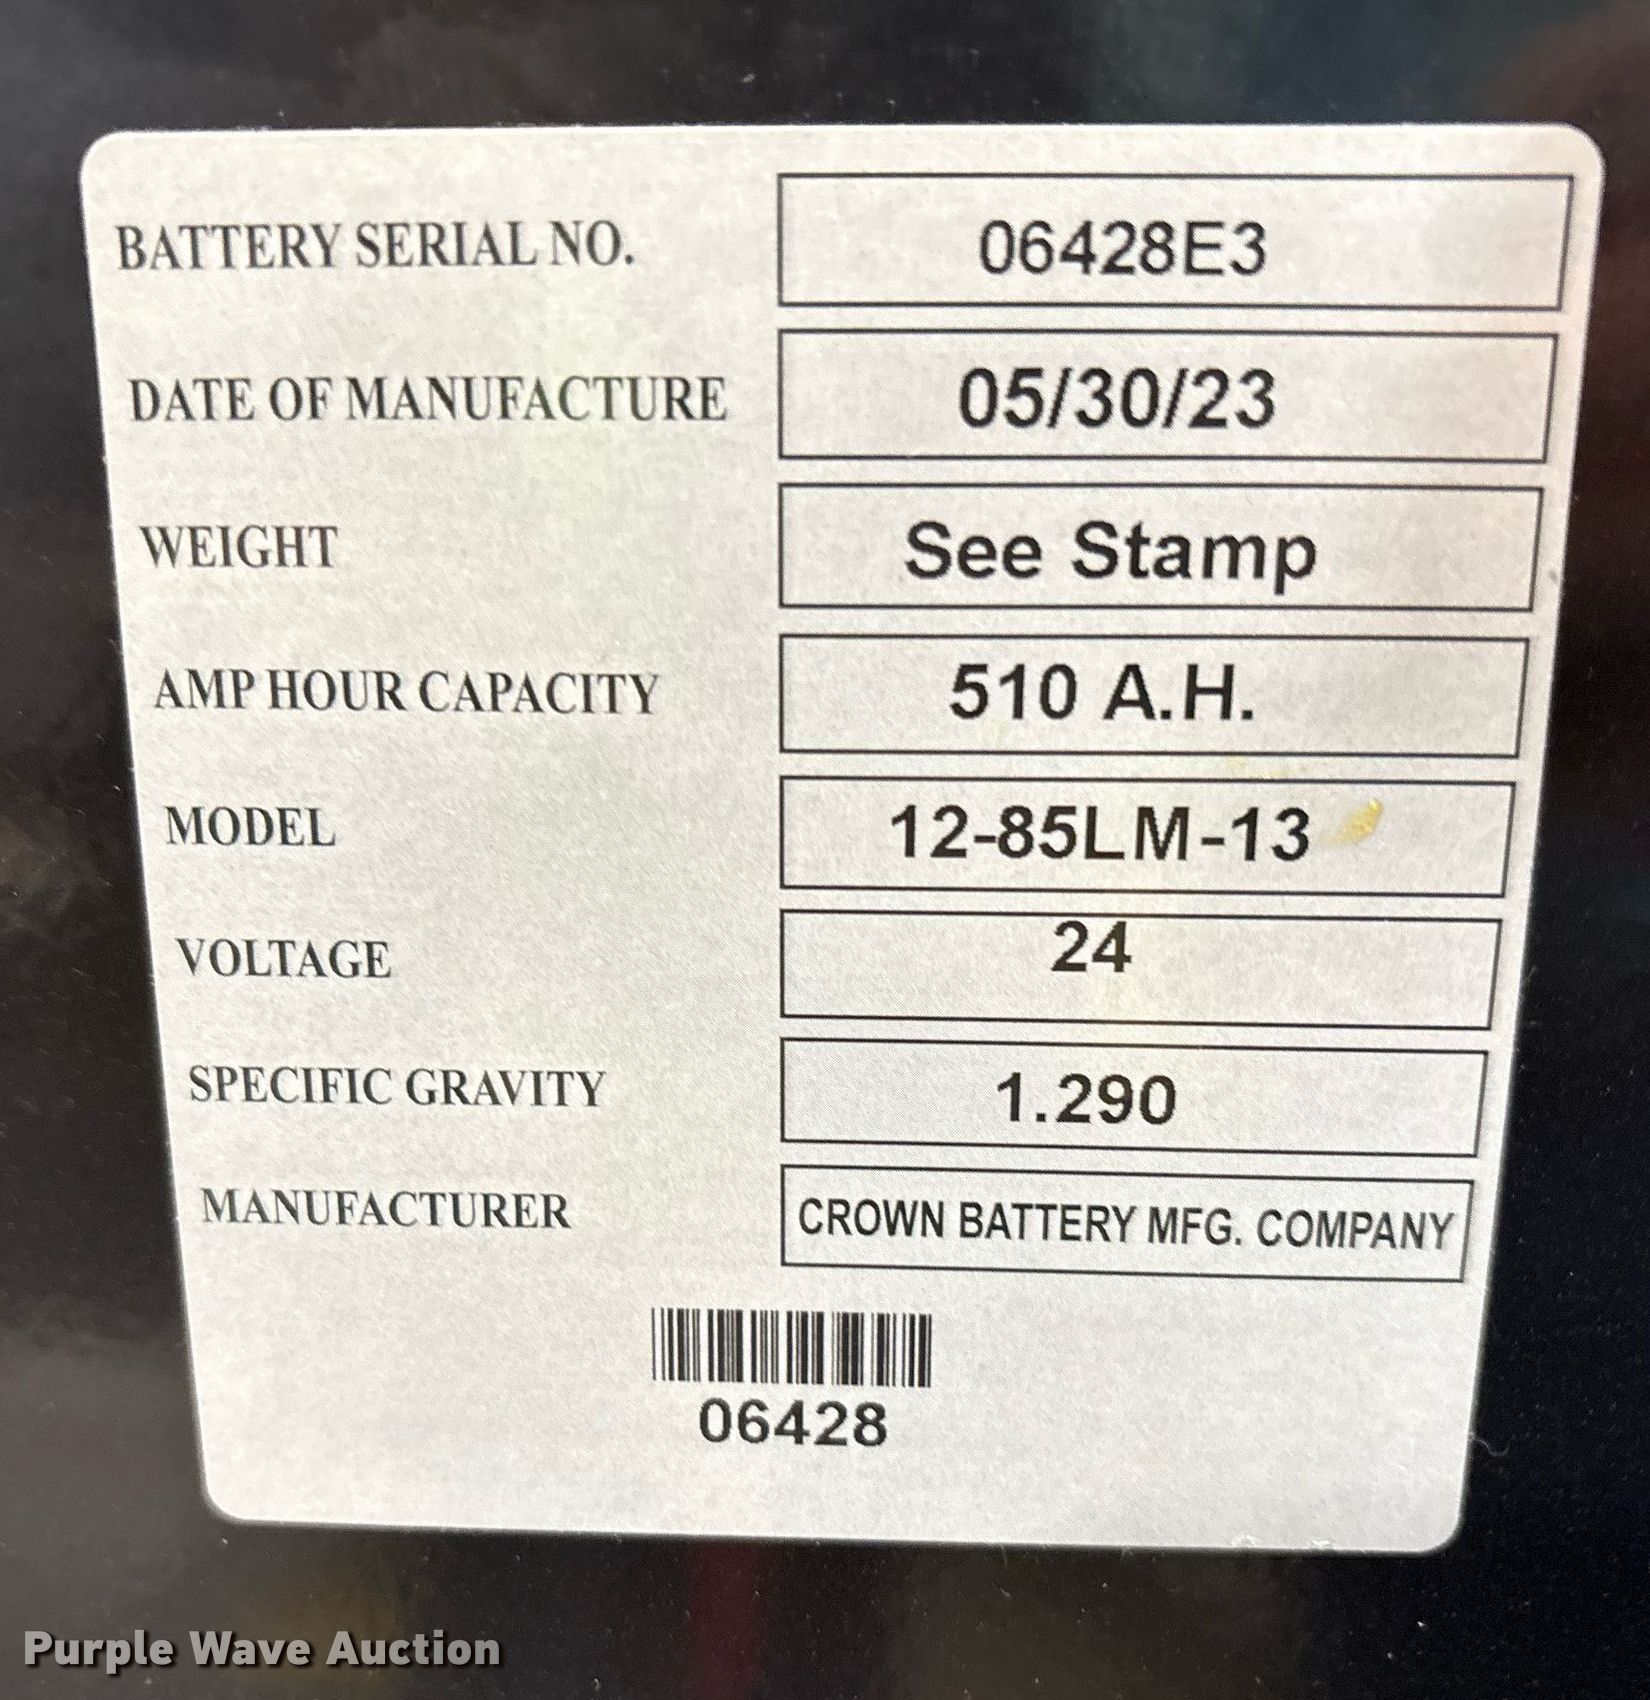 BATTERY SERIAL NO. 06428E3
DATE OF MANUFACTURE 05/30/23
WEIGHT See Stamp
AMP HOUR CAPACITY 510 A.H.
MODEL 12-85LM-13
VOLTAGE 24
SPECIFIC GRAVITY 1.290
MANUFACTURER CROWN BATTERY MFG. COMPANY
06428
Purple Wave Auction